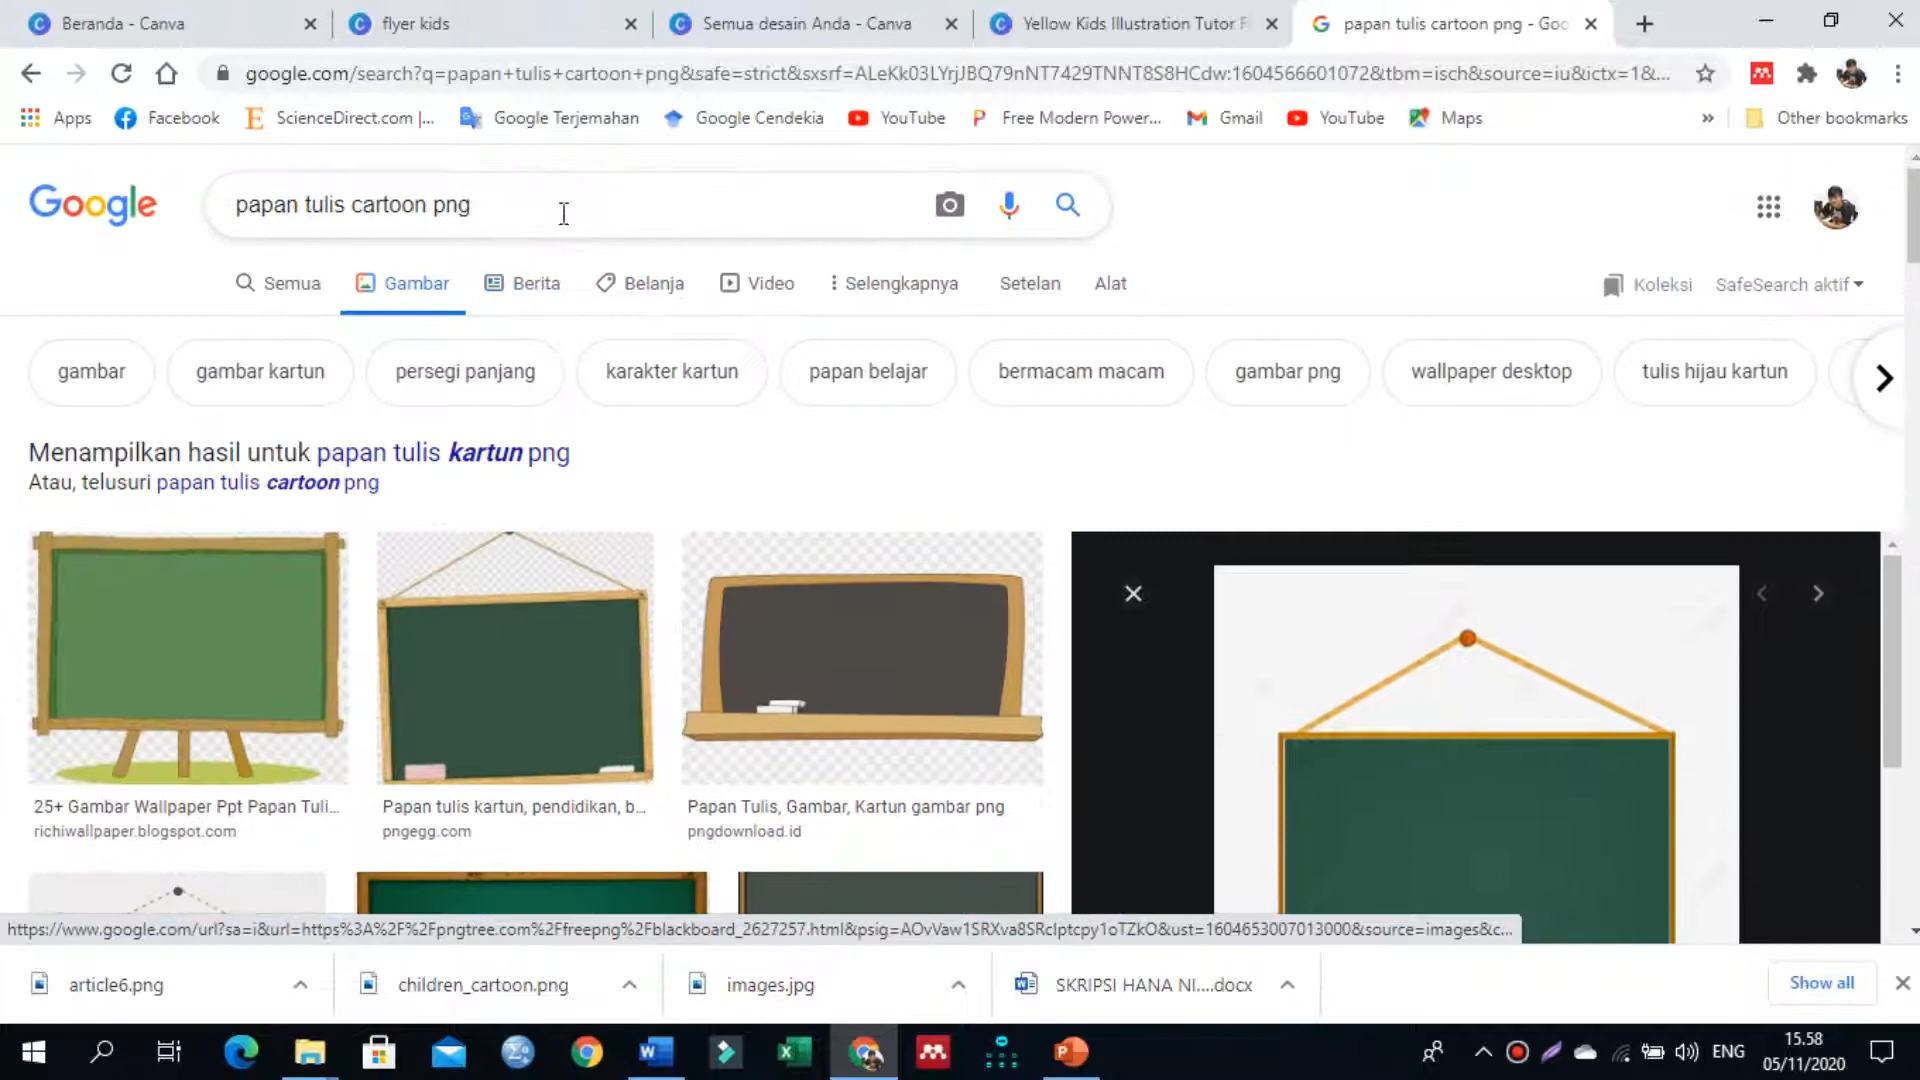 Beranda - Canva
flyer kids
Semua desain Anda - Canva
Yellow Kids Illustration Tutor F
papan tulis cartoon png - Goo
google.com/search?q=papan+tulis+cartoon+png&safe=strict&sxsrf=ALeKk03LYrjJBQ79nNT7429TNNT8S8HCdw:1604566601072&tbm=isch&source=iu&ictx=1&...
Apps
Facebook
ScienceDirect.com |...
Google Terjemahan
Google Cendekia
YouTube
Free Modern Power...
Gmail
YouTube
Maps
Other bookmarks
Google
papan tulis cartoon png
Semua
Gambar
Berita
Belanja
Video
Selengkapnya
Setelan
Alat
Koleksi
SafeSearch aktif
gambar
gambar kartun
persegi panjang
karakter kartun
papan belajar
bermacam macam
gambar png
wallpaper desktop
tulis hijau kartun
Menampilkan hasil untuk papan tulis kartun png
Atau, telusuri papan tulis cartoon png
25+ Gambar Wallpaper Ppt Papan Tuli...
richiwallpaper.blogspot.com
Papan tulis kartun, pendidikan, b...
pngegg.com
Papan Tulis, Gambar, Kartun gambar png
pngdownload.id
https://www.google.com/url?sa=i&url=https%3A%2F%2Fpngtree.com%2Ffreepng%2Fblackboard_2627257.html&psig=AOvVaw1SRXva8SRcIptcpy1oTZkO&ust=1604653007013000&source=images&c...
article6.png
children_cartoon.png
images.jpg
SKRIPSI HANA NI....docx
Show all
ENG
15.58
05/11/2020